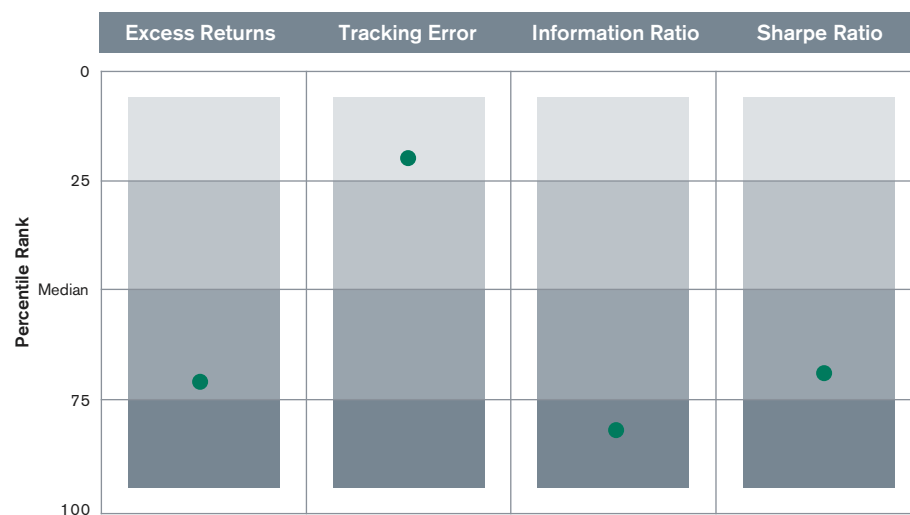 Excess Returns
Tracking Error
Information Ratio
Sharpe Ratio
Percentile Rank
0
25
Median
75
100